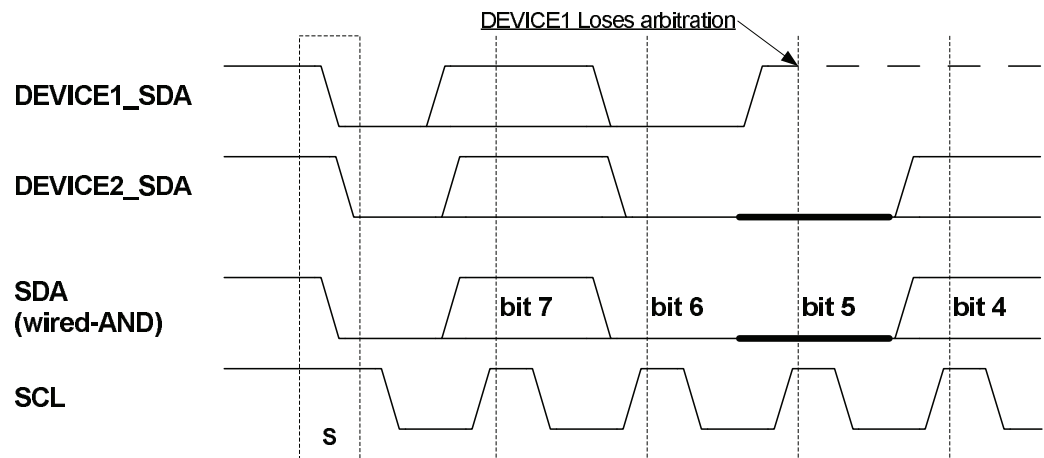 DEVICE1 Loses arbitration
DEVICE1_SDA
DEVICE2_SDA
SDA
(wired-AND)
bit 7 bit 6 bit 5 bit 4
SCL
S